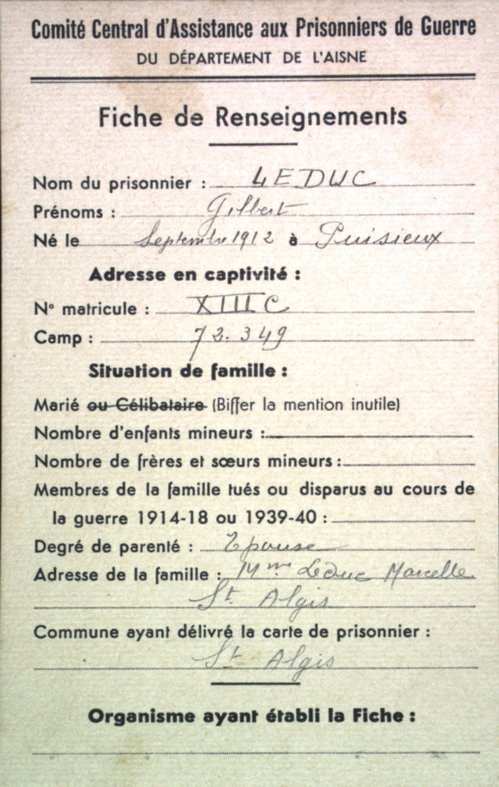 Comité Central d'Assistance aux Prisonniers de Guerre
DU DÉPARTEMENT DE L'AISNE
Fiche de Renseignements
Nom du prisonnier : LEDUC
Prénoms : Gilbert
Né le Septembre 1912 à Puisieux
Adresse en captivité :
N° matricule : XIII C
Camp : 72.349
Situation de famille :
Marié ou Célibataire (Biffer la mention inutile)
Nombre d'enfants mineurs :
Nombre de frères et sœurs mineurs :
Membres de la famille tués ou disparus au cours de
la guerre 1914-18 ou 1939-40 :
Degré de parenté : Epouse
Adresse de la famille : Mme Leduc Marcelle
St Algis
Commune ayant délivré la carte de prisonnier :
St Algis
Organisme ayant établi la Fiche :